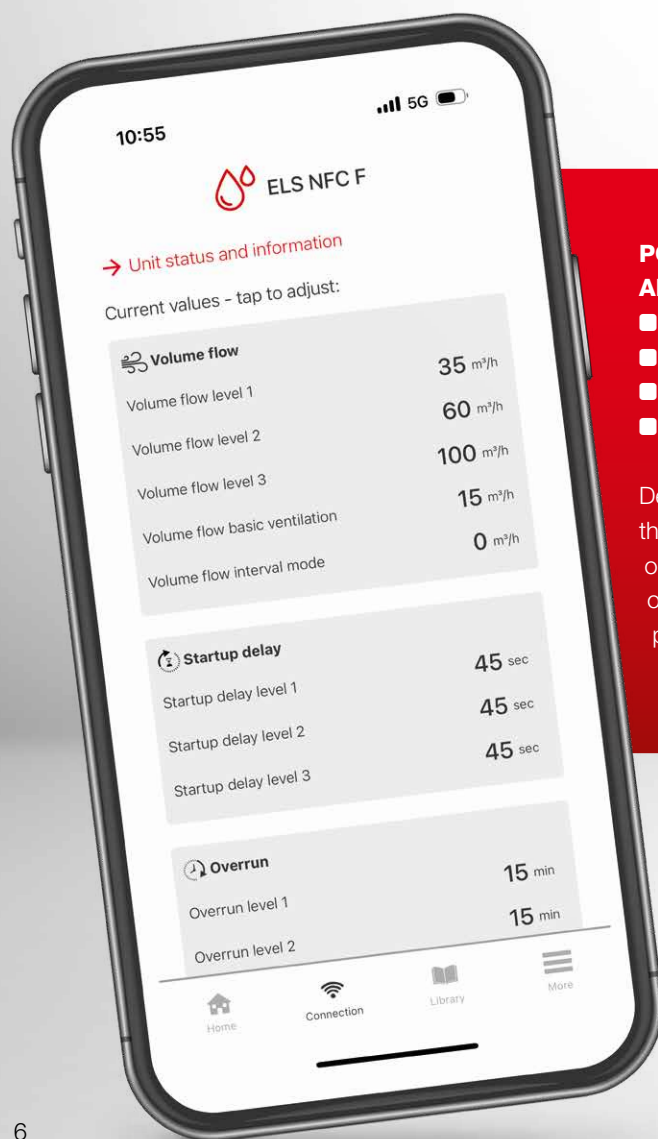 10:55
5G
ELS NFC F
→ Unit status and information
Current values - tap to adjust:
Volume flow
Volume flow level 1 35 m³/h
Volume flow level 2 60 m³/h
Volume flow level 3 100 m³/h
Volume flow basic ventilation 15 m³/h
Volume flow interval mode 0 m³/h
Startup delay
Startup delay level 1 45 sec
Startup delay level 2 45 sec
Startup delay level 3 45 sec
Overrun
Overrun level 1 15 min
Overrun level 2 15 min
Home Connection Library More
6